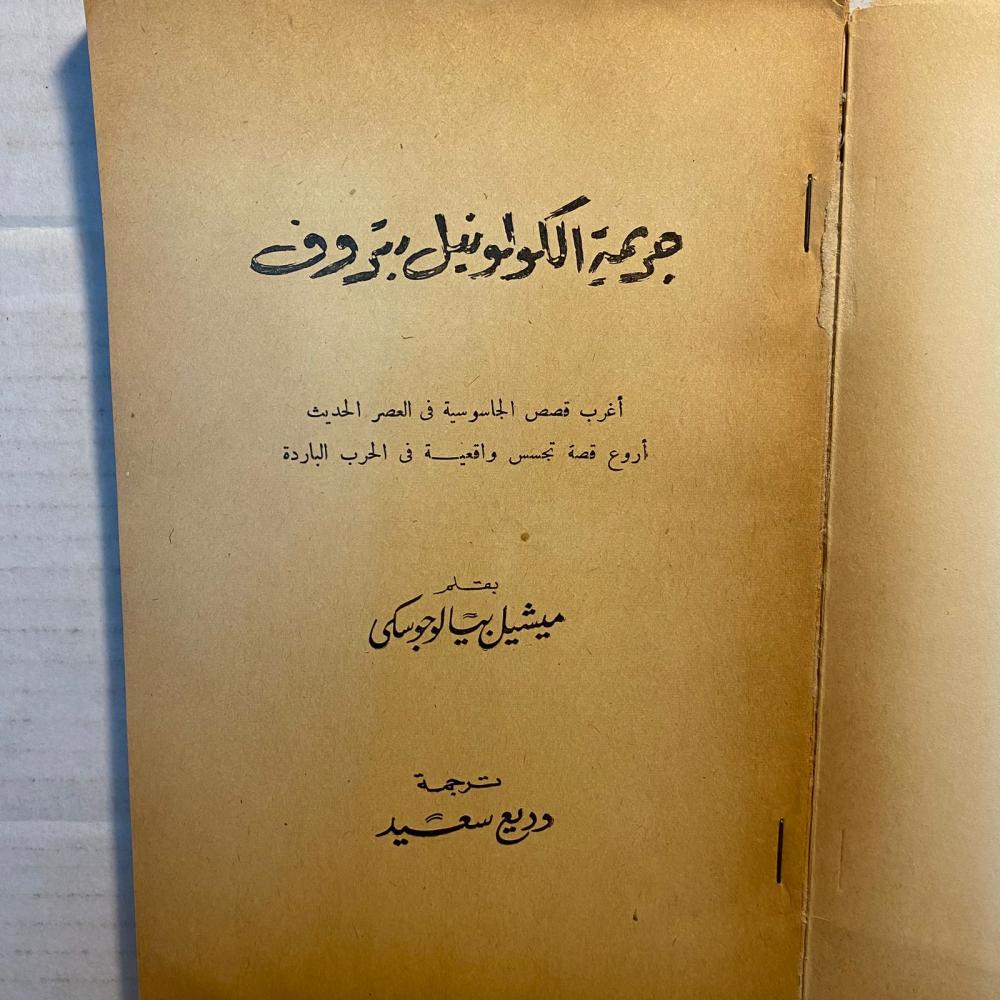 جريمة الكولونيل بتروف
أغرب قصص الجاسوسية فى العصر الحديث
أروع قصة تجسس واقعيـــة فى الحرب الباردة
بقلم
ميشيل بيالوجوسكى
ترجمة
وديع سعيد